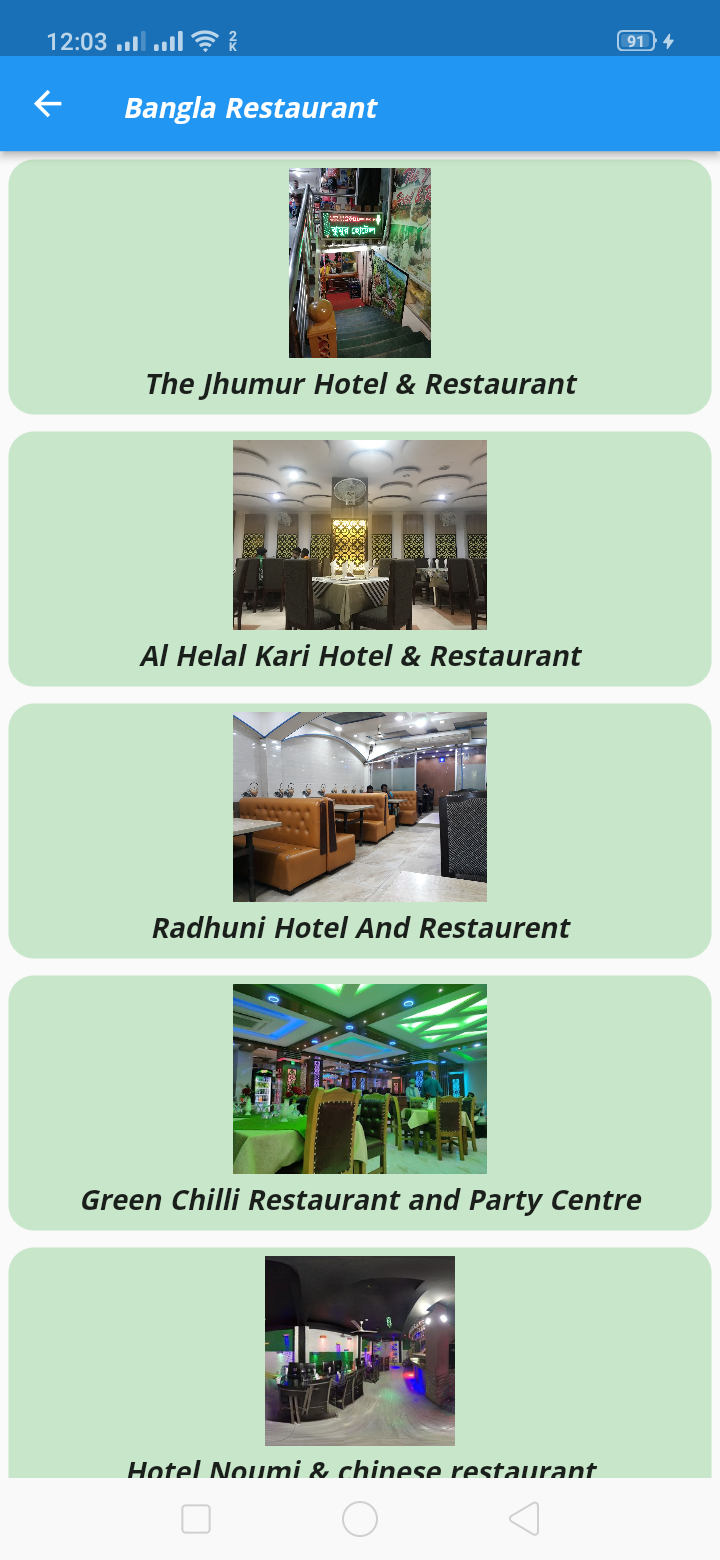 12:03
2
K
91
Bangla Restaurant
ঝুমুর হোটেল
The Jhumur Hotel & Restaurant
Al Helal Kari Hotel & Restaurant
Radhuni Hotel And Restaurent
Green Chilli Restaurant and Party Centre
Hotel Noumi & chinese restaurant